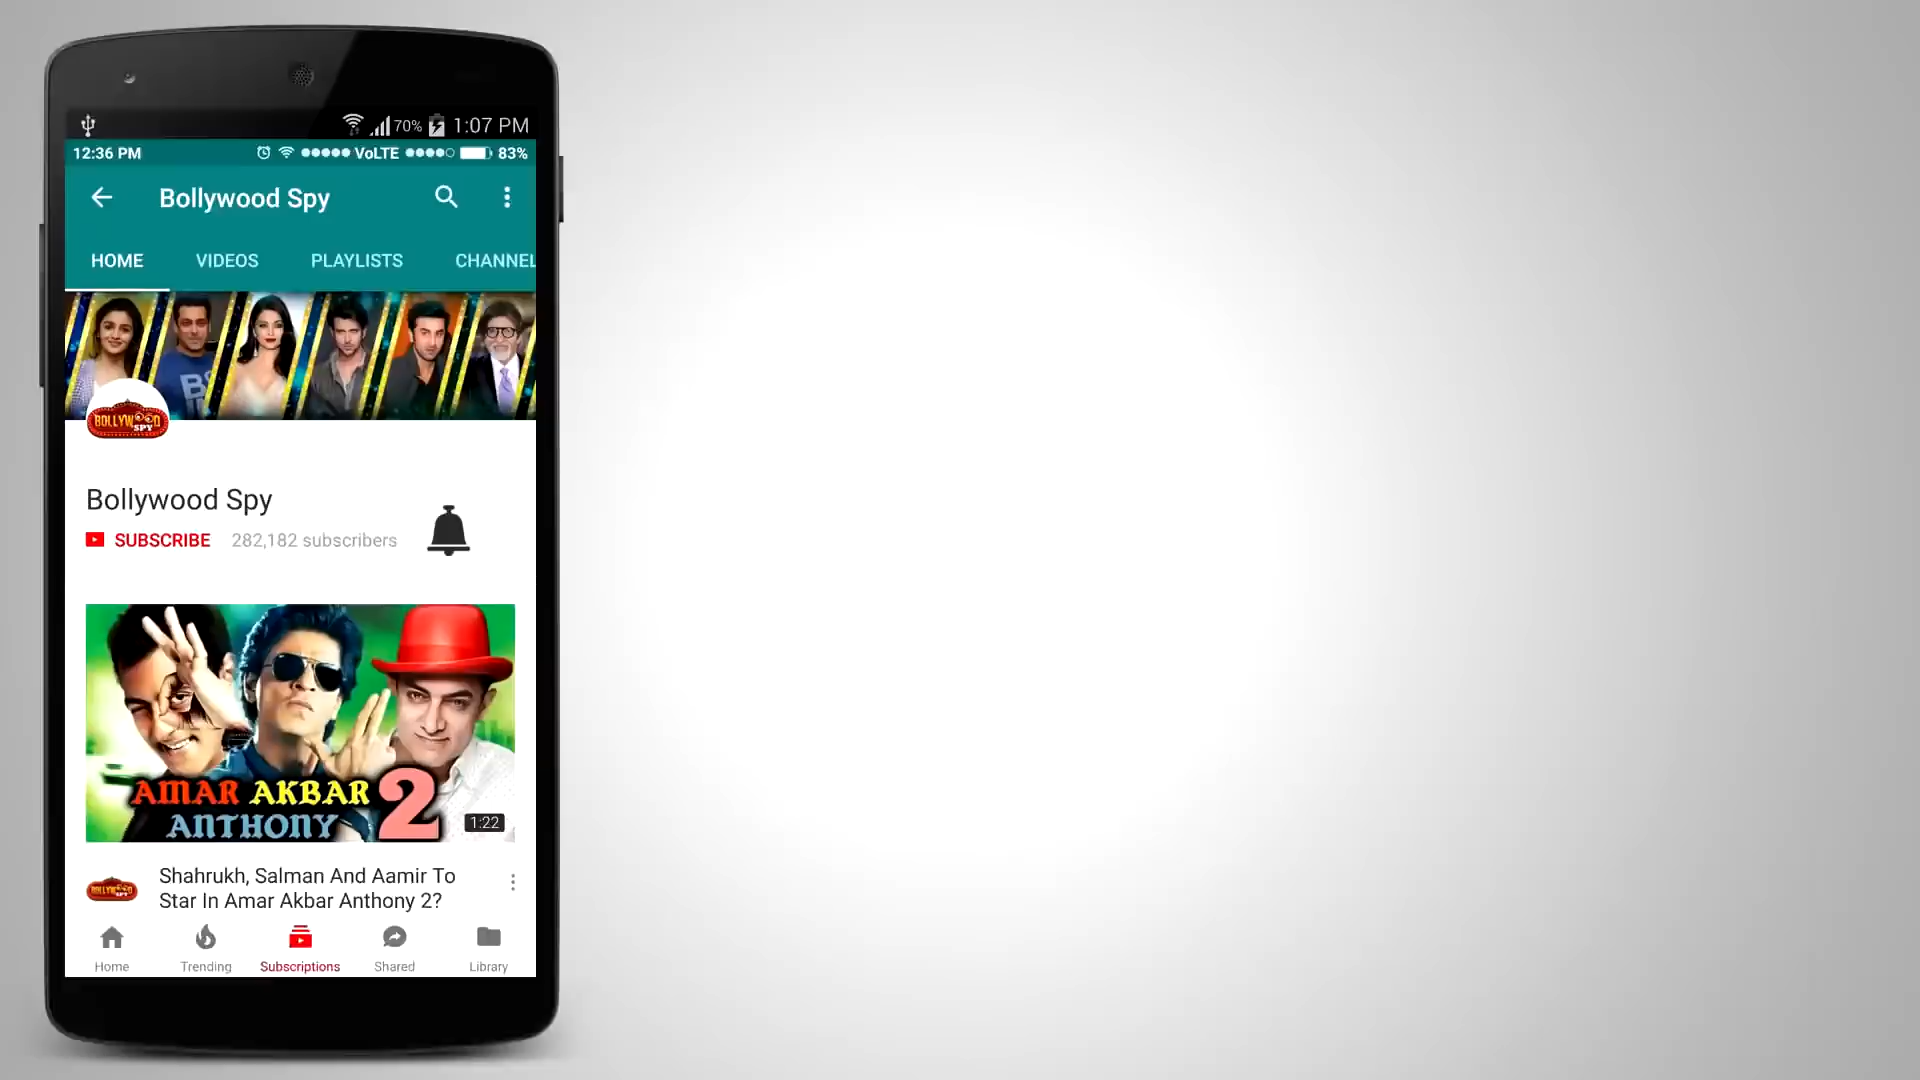 70% 1:07 PM
12:36 PM VoLTE 83%
Bollywood Spy
HOME VIDEOS PLAYLISTS CHANNEL
BOLLYWOOD
SPY
Bollywood Spy
SUBSCRIBE 282,182 subscribers
AMAR AKBAR 2
ANTHONY
1:22
Shahrukh, Salman And Aamir To
Star In Amar Akbar Anthony 2?
BOLLYWOOD
SPY
Home Trending Subscriptions Shared Library